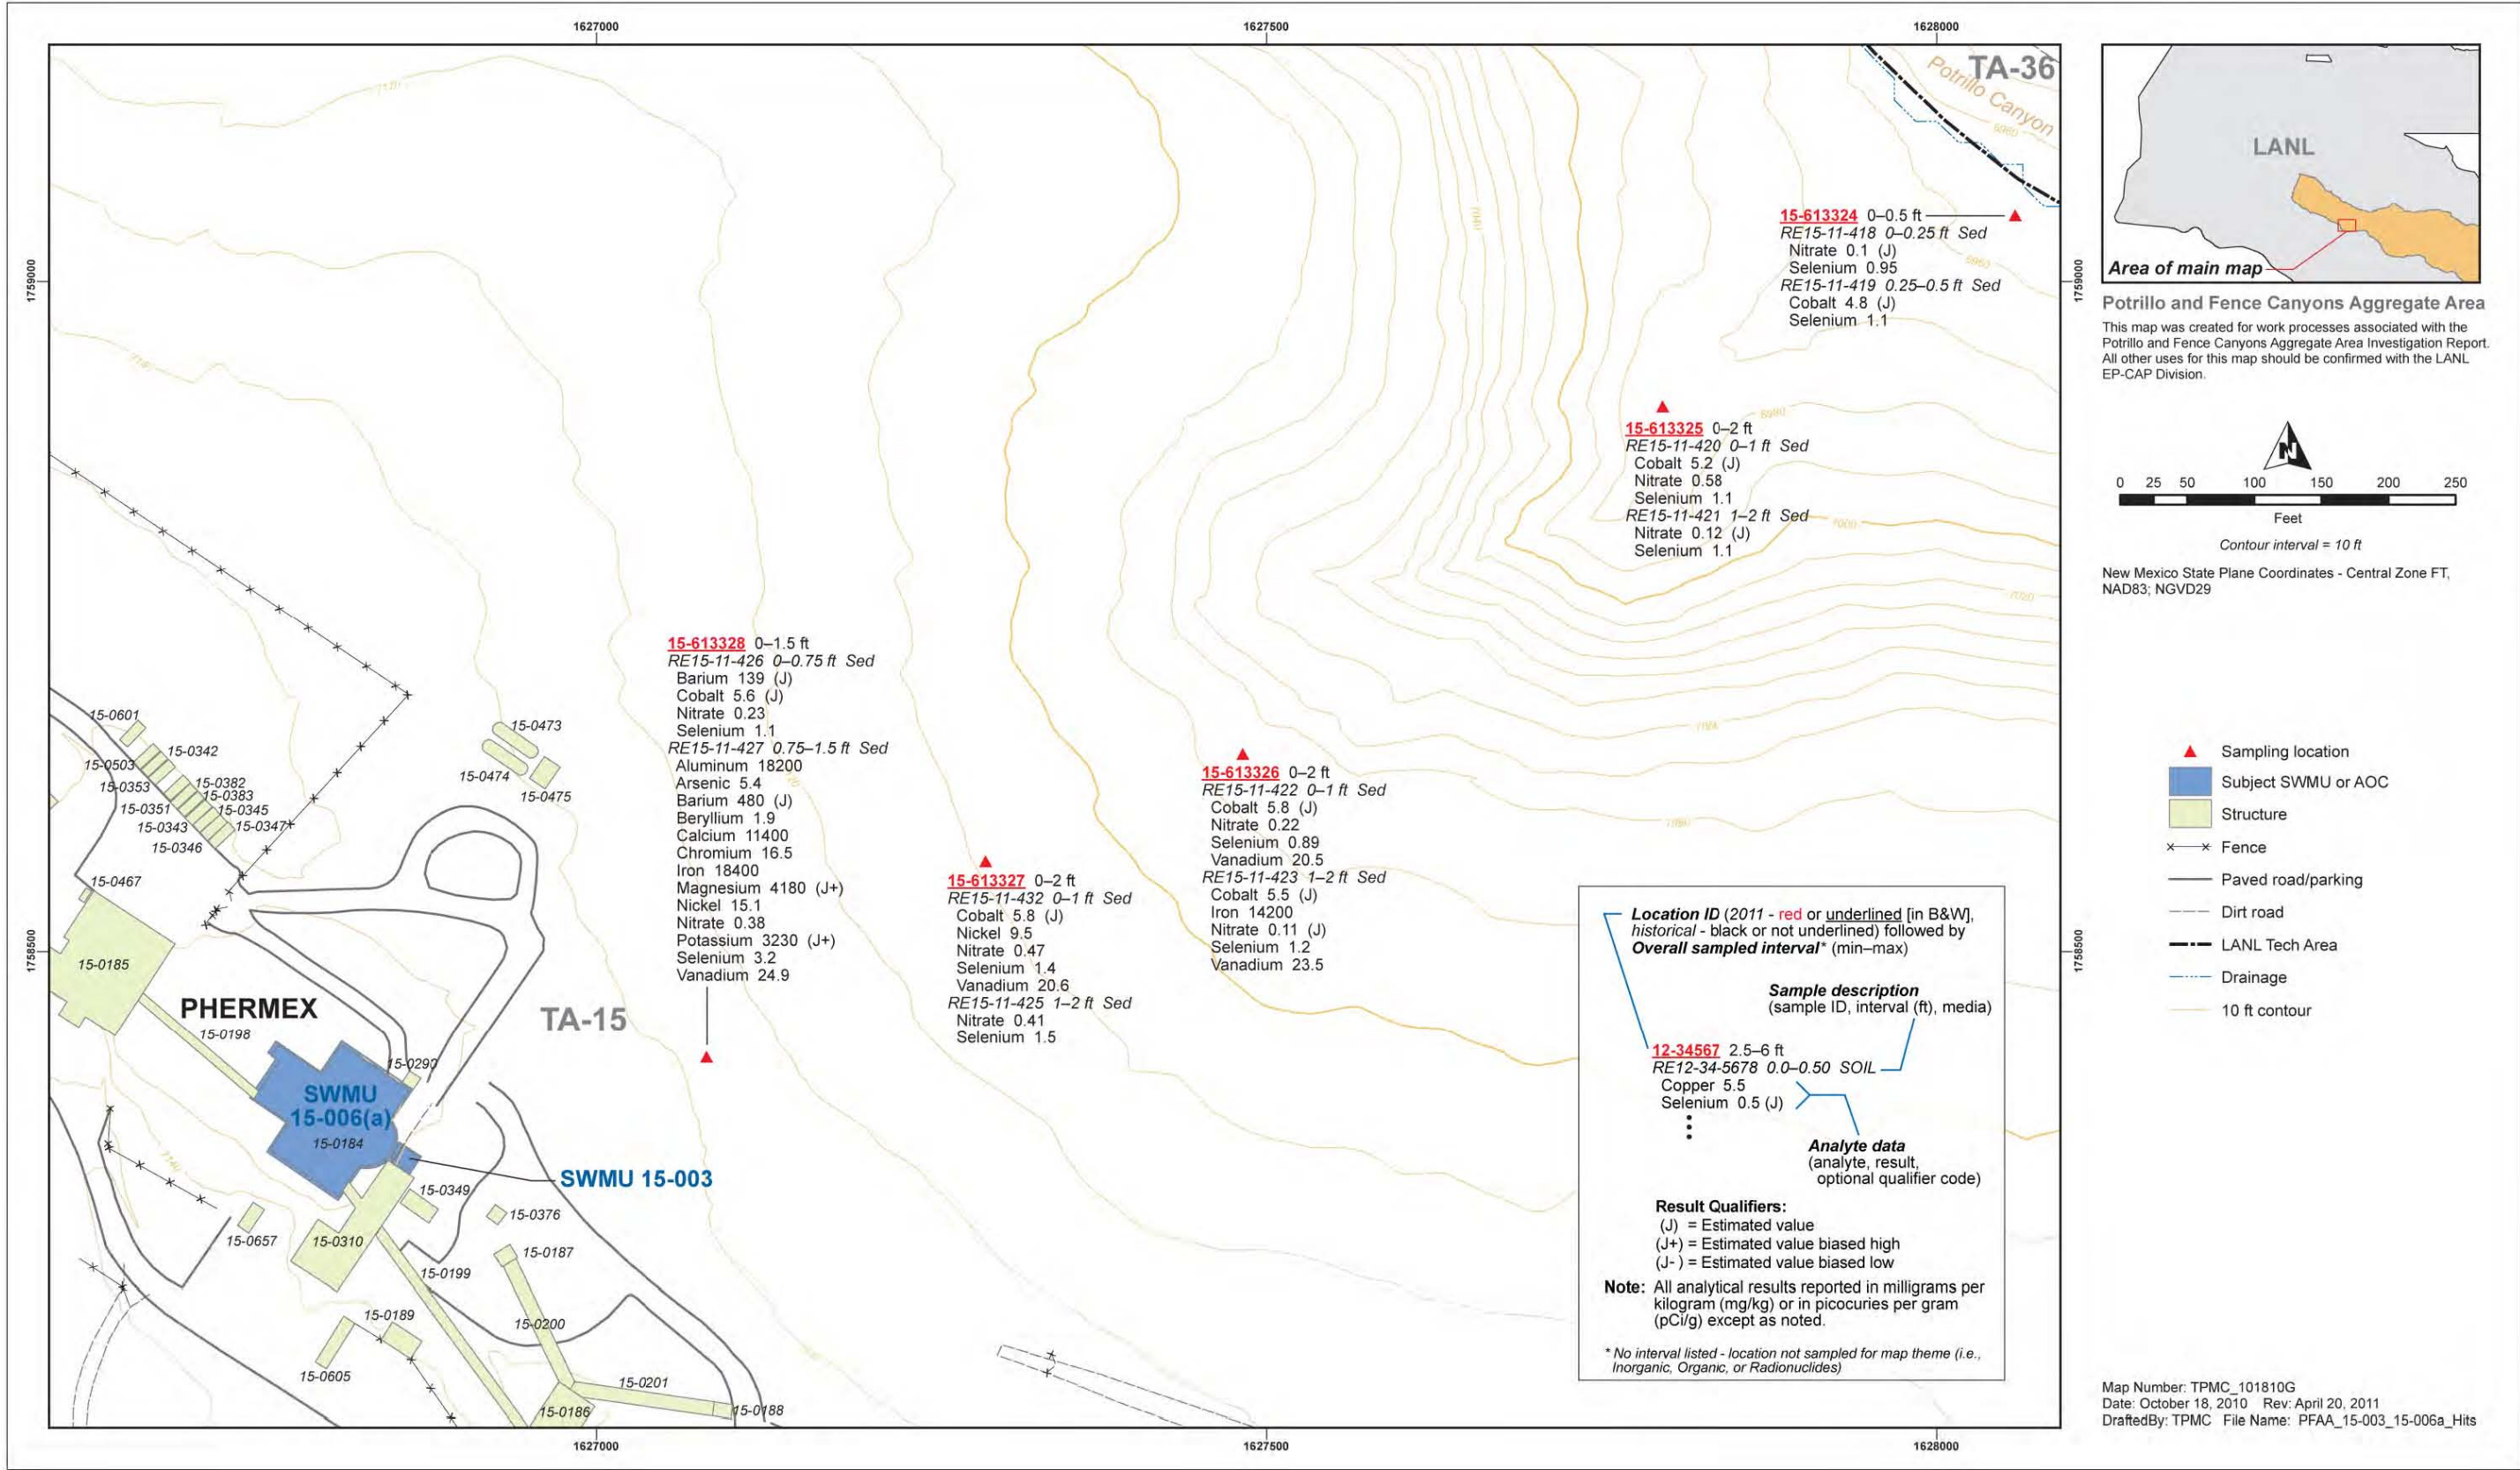 1627000
1627500
1628000
TA-36
Potrillo Canyon
6960
6960
7040
6980
7000
7020
1759000
1759000
1758500
1758500
15-613324 0–0.5 ft
RE15-11-418 0–0.25 ft Sed
Nitrate 0.1 (J)
Selenium 0.95
RE15-11-419 0.25–0.5 ft Sed
Cobalt 4.8 (J)
Selenium 1.1
15-613325 0–2 ft
RE15-11-420 0–1 ft Sed
Cobalt 5.2 (J)
Nitrate 0.58
Selenium 1.1
RE15-11-421 1–2 ft Sed
Nitrate 0.12 (J)
Selenium 1.1
15-613328 0–1.5 ft
RE15-11-426 0–0.75 ft Sed
Barium 139 (J)
Cobalt 5.6 (J)
Nitrate 0.23
Selenium 1.1
RE15-11-427 0.75–1.5 ft Sed
Aluminum 18200
Arsenic 5.4
Barium 480 (J)
Beryllium 1.9
Calcium 11400
Chromium 16.5
Iron 18400
Magnesium 4180 (J+)
Nickel 15.1
Nitrate 0.38
Potassium 3230 (J+)
Selenium 3.2
Vanadium 24.9
15-613327 0–2 ft
RE15-11-432 0–1 ft Sed
Cobalt 5.8 (J)
Nickel 9.5
Nitrate 0.47
Selenium 1.4
Vanadium 20.6
RE15-11-425 1–2 ft Sed
Nitrate 0.41
Selenium 1.5
15-613326 0–2 ft
RE15-11-422 0–1 ft Sed
Cobalt 5.8 (J)
Nitrate 0.22
Selenium 0.89
Vanadium 20.5
RE15-11-423 1–2 ft Sed
Cobalt 5.5 (J)
Iron 14200
Nitrate 0.11 (J)
Selenium 1.2
Vanadium 23.5
15-0601
15-0342
15-0503
15-0353
15-0382
15-0383
15-0351
15-0345
15-0343
15-0347
15-0346
15-0473
15-0474
15-0475
15-0467
15-0185
PHERMEX
15-0198
TA-15
15-0290
SWMU
15-006(a)
15-0184
SWMU 15-003
7140
15-0349
15-0376
15-0657
15-0310
15-0187
15-0199
15-0189
15-0200
15-0605
15-0201
15-0186
15-0188
Location ID (2011 - red or underlined [in B&W],
historical - black or not underlined) followed by
Overall sampled interval* (min–max)
Sample description
(sample ID, interval (ft), media)
12-34567 2.5–6 ft
RE12-34-5678 0.0–0.50 SOIL
Copper 5.5
Selenium 0.5 (J)
Analyte data
(analyte, result,
optional qualifier code)
Result Qualifiers:
(J) = Estimated value
(J+) = Estimated value biased high
(J- ) = Estimated value biased low
Note: All analytical results reported in milligrams per
kilogram (mg/kg) or in picocuries per gram
(pCi/g) except as noted.
* No interval listed - location not sampled for map theme (i.e.,
Inorganic, Organic, or Radionuclides)
1627000
1627500
1628000
LANL
Area of main map
Potrillo and Fence Canyons Aggregate Area
This map was created for work processes associated with the
Potrillo and Fence Canyons Aggregate Area Investigation Report.
All other uses for this map should be confirmed with the LANL
EP-CAP Division.
N
0 25 50 100 150 200 250
Feet
Contour interval = 10 ft
New Mexico State Plane Coordinates - Central Zone FT,
NAD83; NGVD29
Sampling location
Subject SWMU or AOC
Structure
Fence
Paved road/parking
Dirt road
LANL Tech Area
Drainage
10 ft contour
Map Number: TPMC_101810G
Date: October 18, 2010 Rev: April 20, 2011
DraftedBy: TPMC File Name: PFAA_15-003_15-006a_Hits